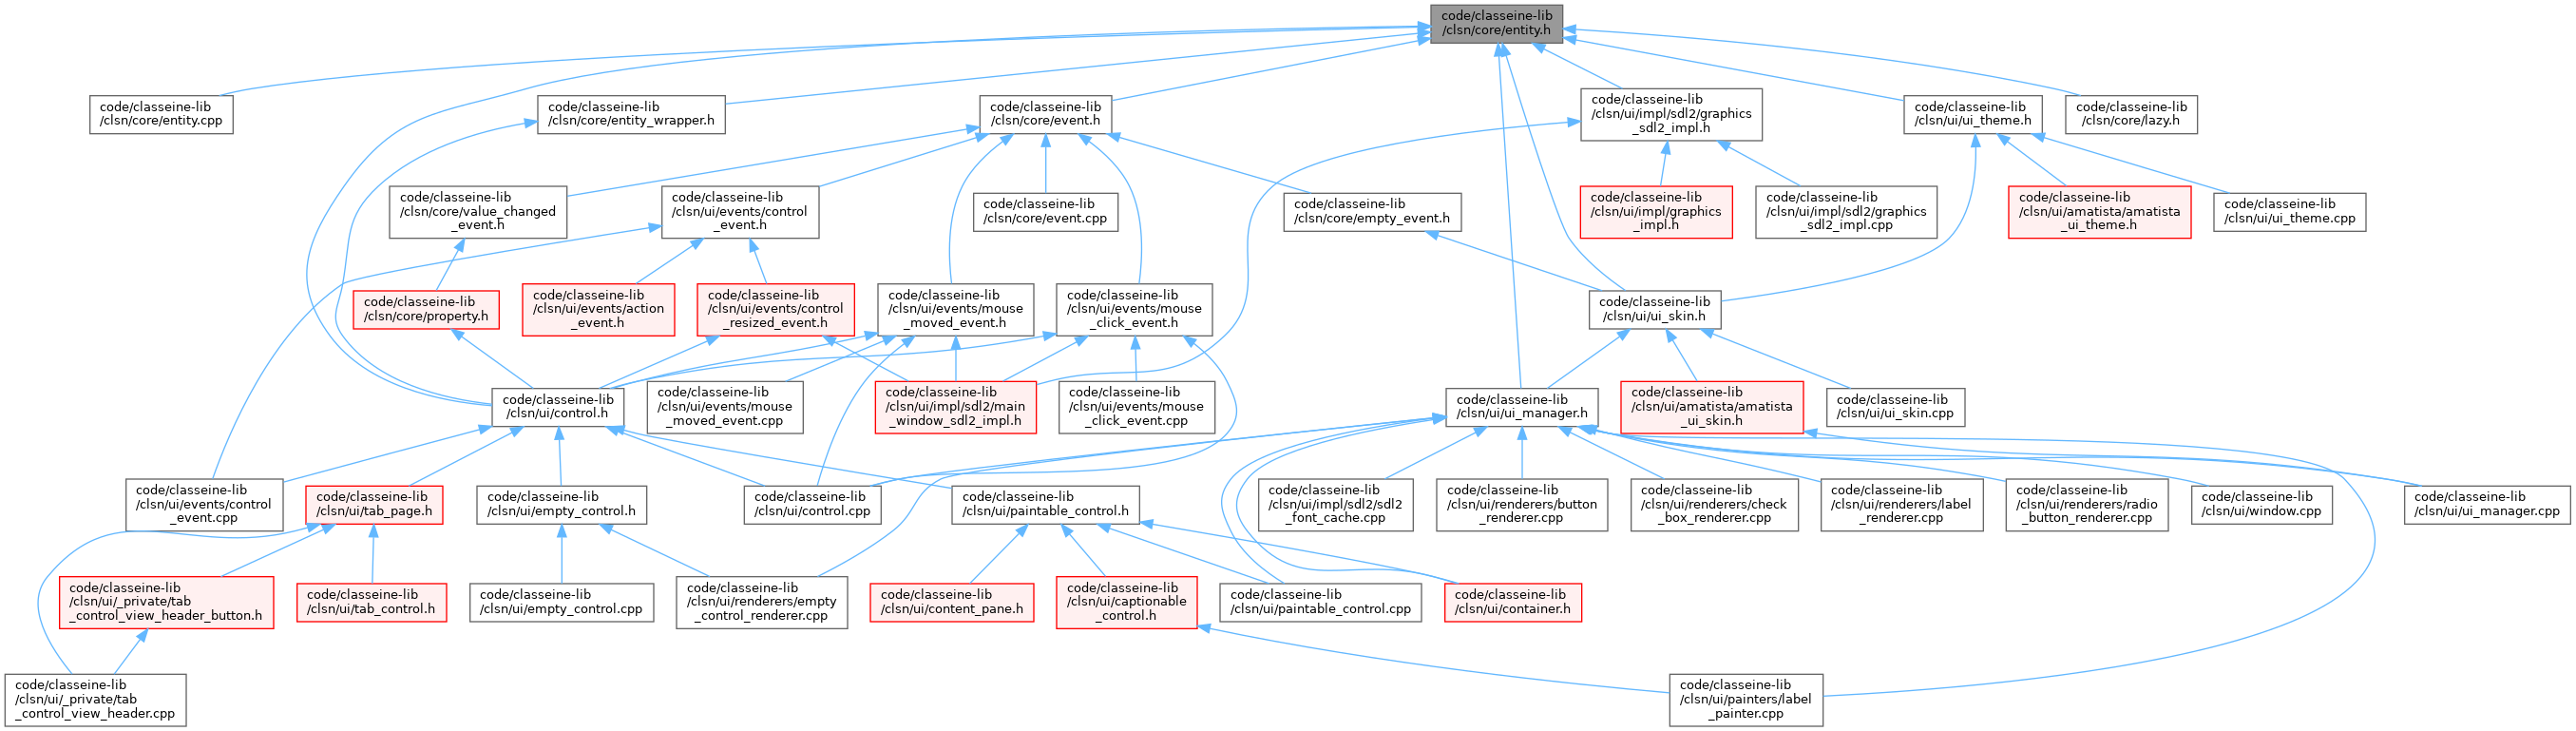 code/classeine-lib
/clsn/core/entity.h
code/classeine-lib
/clsn/core/entity.cpp
code/classeine-lib
/clsn/core/entity_wrapper.h
code/classeine-lib
/clsn/core/event.h
code/classeine-lib
/clsn/ui/impl/sdl2/graphics
_sdl2_impl.h
code/classeine-lib
/clsn/ui/ui_theme.h
code/classeine-lib
/clsn/core/lazy.h
code/classeine-lib
/clsn/core/value_changed
_event.h
code/classeine-lib
/clsn/ui/events/control
_event.h
code/classeine-lib
/clsn/core/event.cpp
code/classeine-lib
/clsn/core/empty_event.h
code/classeine-lib
/clsn/ui/impl/graphics
_impl.h
code/classeine-lib
/clsn/ui/impl/sdl2/graphics
_sdl2_impl.cpp
code/classeine-lib
/clsn/ui/amatista/amatista
_ui_theme.h
code/classeine-lib
/clsn/ui/ui_theme.cpp
code/classeine-lib
/clsn/core/property.h
code/classeine-lib
/clsn/ui/events/action
_event.h
code/classeine-lib
/clsn/ui/events/control
_resized_event.h
code/classeine-lib
/clsn/ui/events/mouse
_moved_event.h
code/classeine-lib
/clsn/ui/events/mouse
_click_event.h
code/classeine-lib
/clsn/ui/ui_skin.h
code/classeine-lib
/clsn/ui/control.h
code/classeine-lib
/clsn/ui/events/mouse
_moved_event.cpp
code/classeine-lib
/clsn/ui/impl/sdl2/main
_window_sdl2_impl.h
code/classeine-lib
/clsn/ui/events/mouse
_click_event.cpp
code/classeine-lib
/clsn/ui/ui_manager.h
code/classeine-lib
/clsn/ui/amatista/amatista
_ui_skin.h
code/classeine-lib
/clsn/ui/ui_skin.cpp
code/classeine-lib
/clsn/ui/events/control
_event.cpp
code/classeine-lib
/clsn/ui/tab_page.h
code/classeine-lib
/clsn/ui/empty_control.h
code/classeine-lib
/clsn/ui/control.cpp
code/classeine-lib
/clsn/ui/paintable_control.h
code/classeine-lib
/clsn/ui/impl/sdl2/sdl2
_font_cache.cpp
code/classeine-lib
/clsn/ui/renderers/button
_renderer.cpp
code/classeine-lib
/clsn/ui/renderers/check
_box_renderer.cpp
code/classeine-lib
/clsn/ui/renderers/label
_renderer.cpp
code/classeine-lib
/clsn/ui/renderers/radio
_button_renderer.cpp
code/classeine-lib
/clsn/ui/window.cpp
code/classeine-lib
/clsn/ui/ui_manager.cpp
code/classeine-lib
/clsn/ui/_private/tab
_control_view_header_button.h
code/classeine-lib
/clsn/ui/tab_control.h
code/classeine-lib
/clsn/ui/empty_control.cpp
code/classeine-lib
/clsn/ui/renderers/empty
_control_renderer.cpp
code/classeine-lib
/clsn/ui/content_pane.h
code/classeine-lib
/clsn/ui/captionable
_control.h
code/classeine-lib
/clsn/ui/paintable_control.cpp
code/classeine-lib
/clsn/ui/container.h
code/classeine-lib
/clsn/ui/_private/tab
_control_view_header.cpp
code/classeine-lib
/clsn/ui/painters/label
_painter.cpp